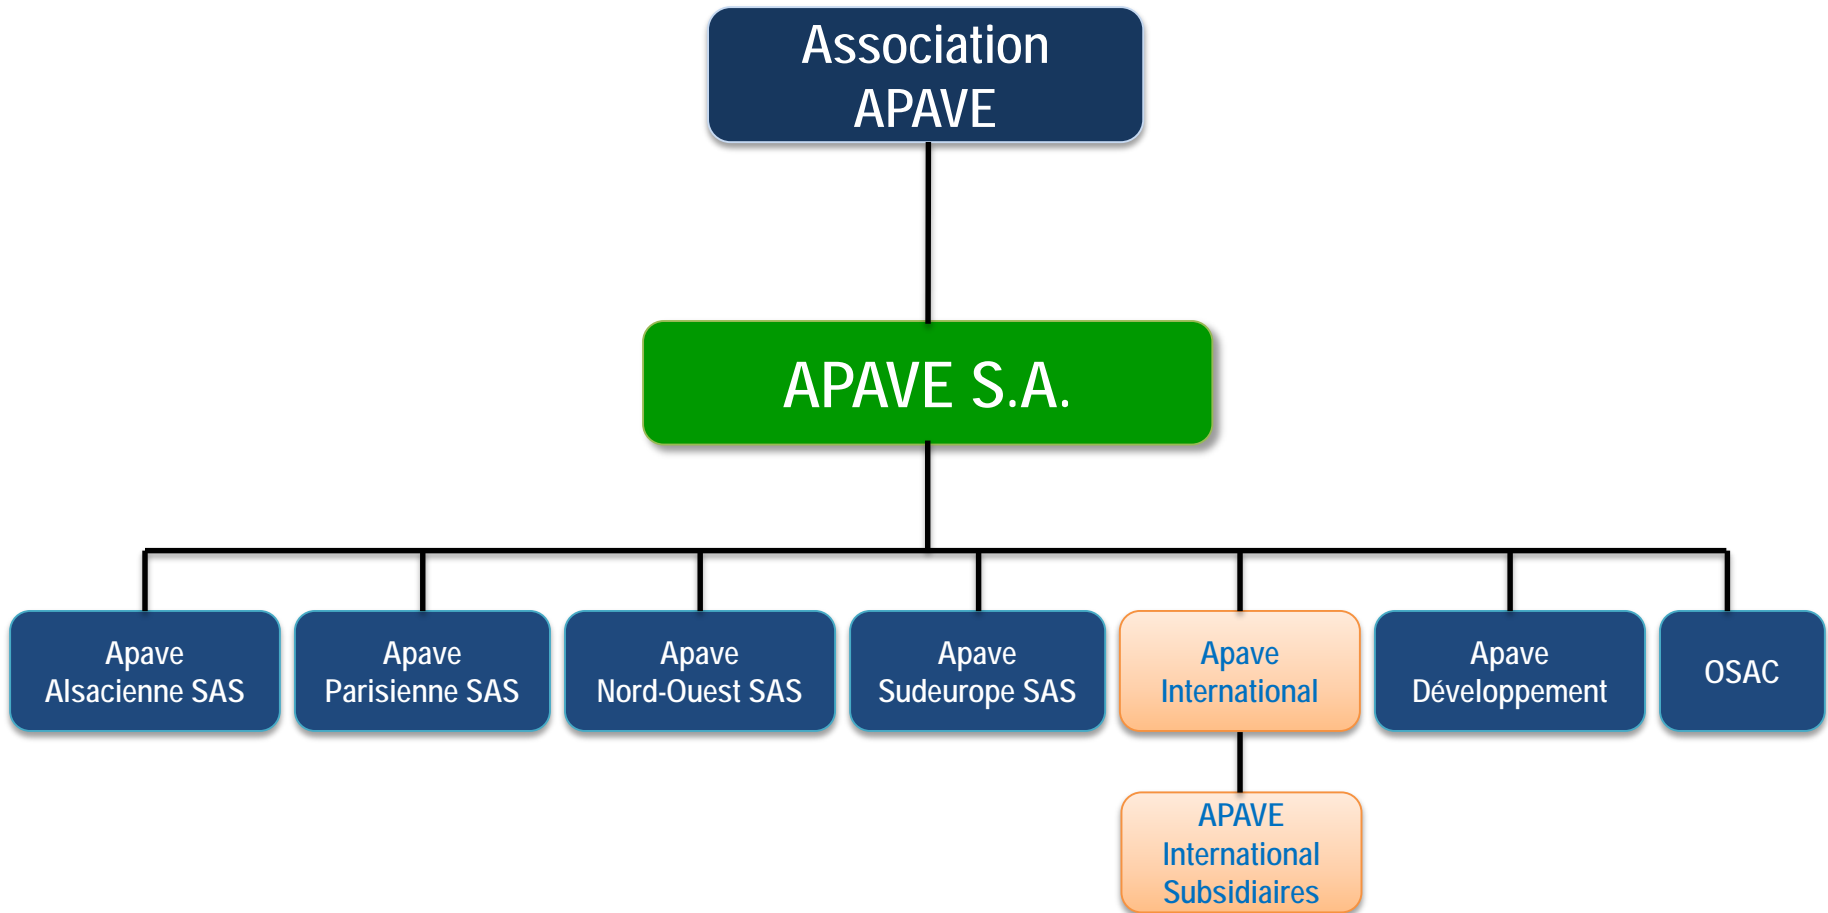 Association
APAVE
APAVE S.A.
Apave
Alsacienne SAS
Apave
Parisienne SAS
Apave
Nord-Ouest SAS
Apave
Sudeurope SAS
Apave
International
Apave
Développement
OSAC
APAVE
International
Subsidiaires